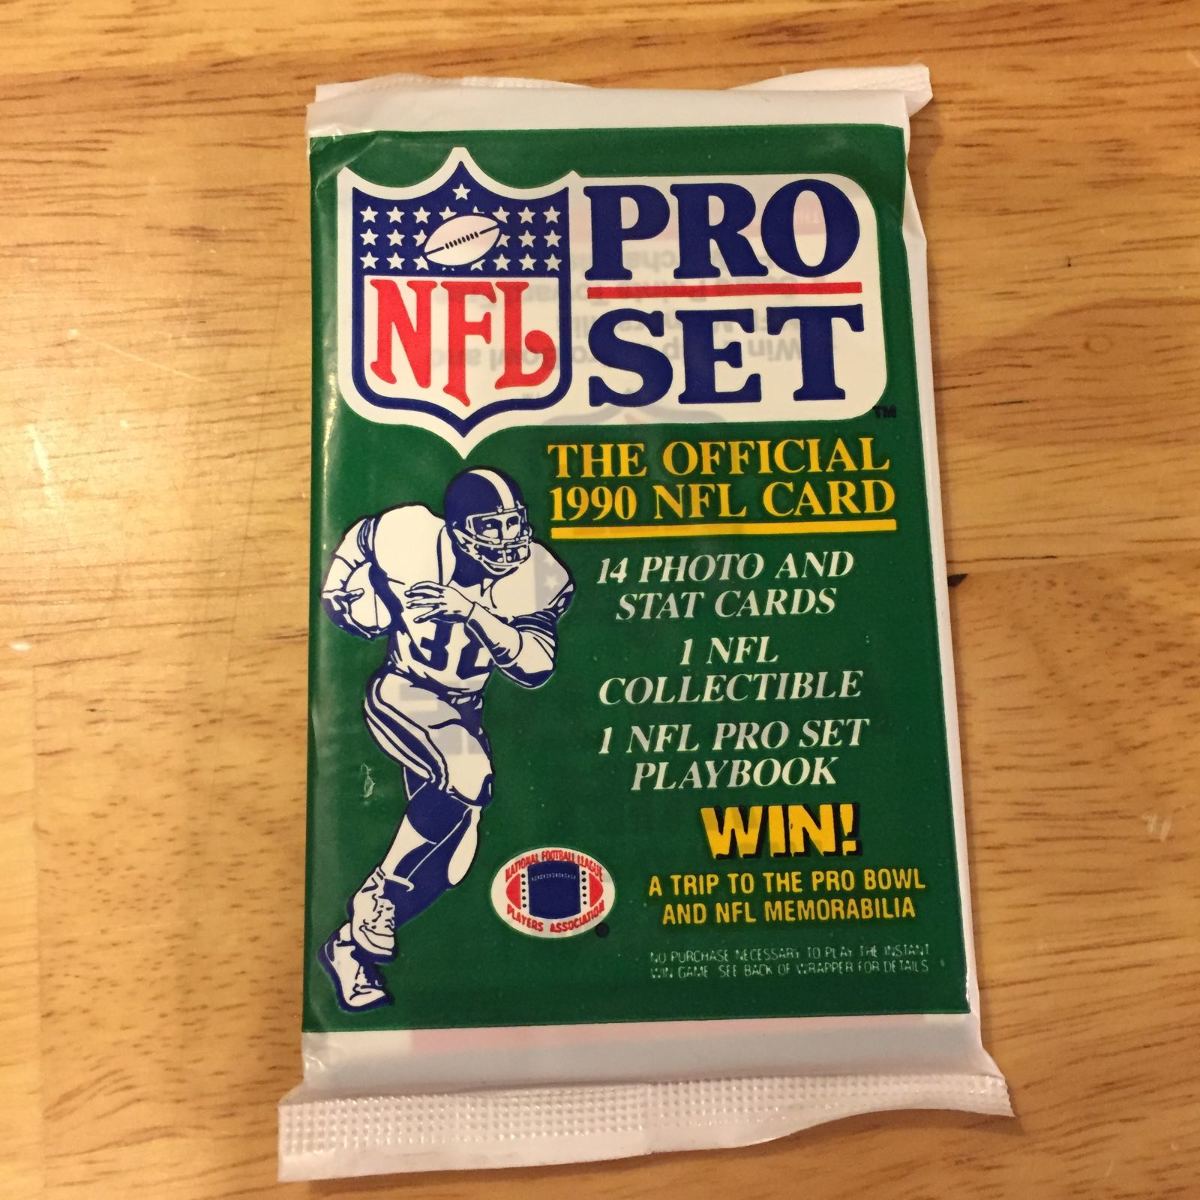 NFL
PRO
SET
TM
THE OFFICIAL
1990 NFL CARD
14 PHOTO AND
STAT CARDS
1 NFL
COLLECTIBLE
1 NFL PRO SET
PLAYBOOK
WIN!
A TRIP TO THE PRO BOWL
AND NFL MEMORABILIA
NO PURCHASE NECESSARY TO PLAY THE INSTANT
WIN GAME. SEE BACK OF WRAPPER FOR DETAILS.
NATIONAL FOOTBALL LEAGUE
PLAYERS ASSOCIATION
®